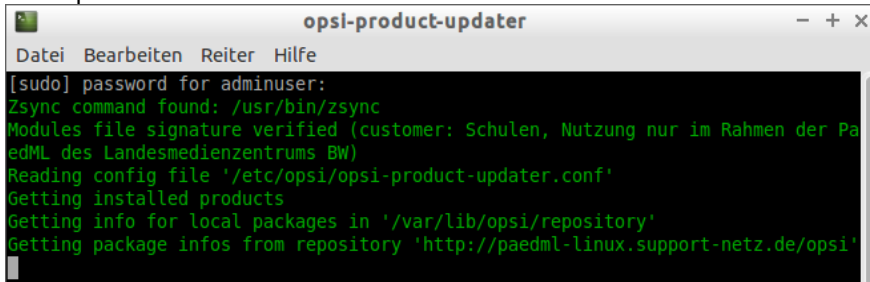 opsi-product-updater
Datei Bearbeiten Reiter Hilfe
[sudo] password for adminuser:
Zsync command found: /usr/bin/zsync
Modules file signature verified (customer: Schulen, Nutzung nur im Rahmen der Pa
edML des Landesmedienzentrums BW)
Reading config file '/etc/opsi/opsi-product-updater.conf'
Getting installed products
Getting info for local packages in '/var/lib/opsi/repository'
Getting package infos from repository 'http://paedml-linux.support-netz.de/opsi'